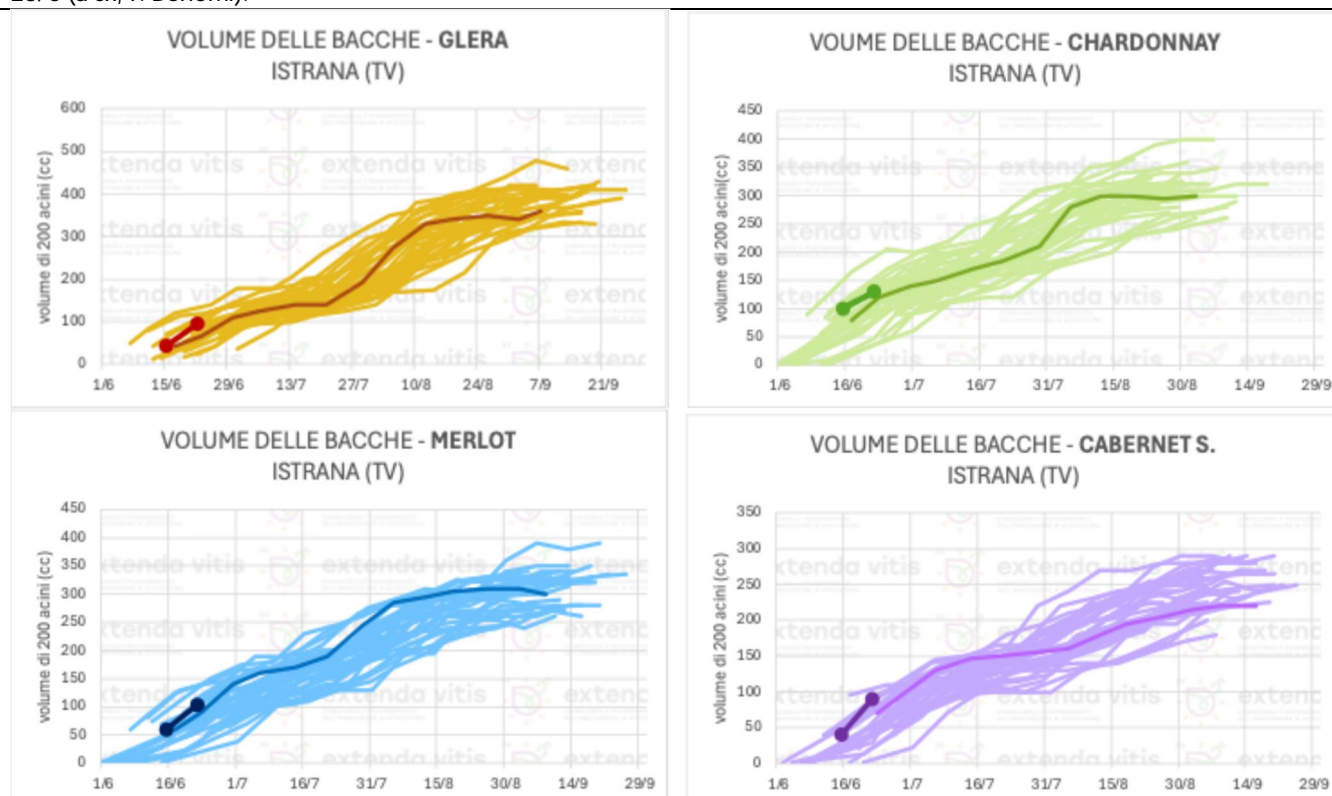 VOLUME DELLE BACCHE - GLERA
ISTRANA (TV)
volume di 200 acini (cc)
600
500
400
300
200
100
0
1/6 15/6 29/6 13/7 27/7 10/8 24/8 7/9 21/9
extenda vitis
VOUME DELLE BACCHE - CHARDONNAY
ISTRANA (TV)
volume di 200 acini(cc)
450
400
350
300
250
200
150
100
50
0
1/6 16/6 1/7 16/7 31/7 15/8 30/8 14/9 29/9
extenda vitis
VOLUME DELLE BACCHE - MERLOT
ISTRANA (TV)
volume di 200 acini (cc)
450
400
350
300
250
200
150
100
50
0
1/6 16/6 1/7 16/7 31/7 15/8 30/8 14/9 29/9
extenda vitis
VOLUME DELLE BACCHE - CABERNET S.
ISTRANA (TV)
volume di 200 acini (cc)
350
300
250
200
150
100
50
0
1/6 16/6 1/7 16/7 31/7 15/8 30/8 14/9 29/9
extenda vitis